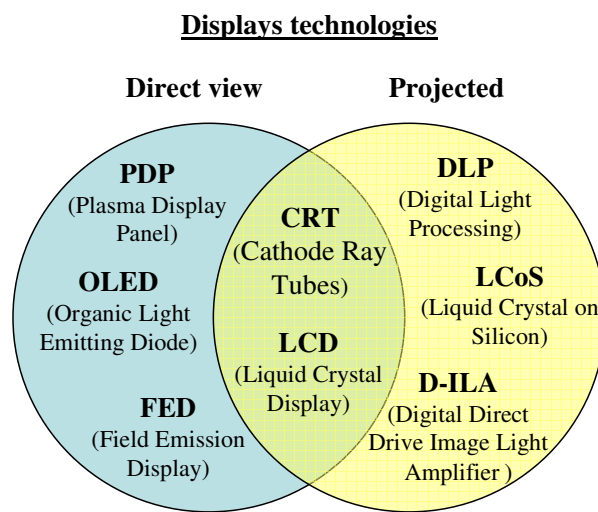 Displays technologies
Direct view
Projected
PDP
(Plasma Display
Panel)
OLED
(Organic Light
Emitting Diode)
FED
(Field Emission
Display)
CRT
(Cathode Ray
Tubes)
LCD
(Liquid Crystal
Display)
DLP
(Digital Light
Processing)
LCoS
(Liquid Crystal on
Silicon)
D-ILA
(Digital Direct
Drive Image Light
Amplifier )